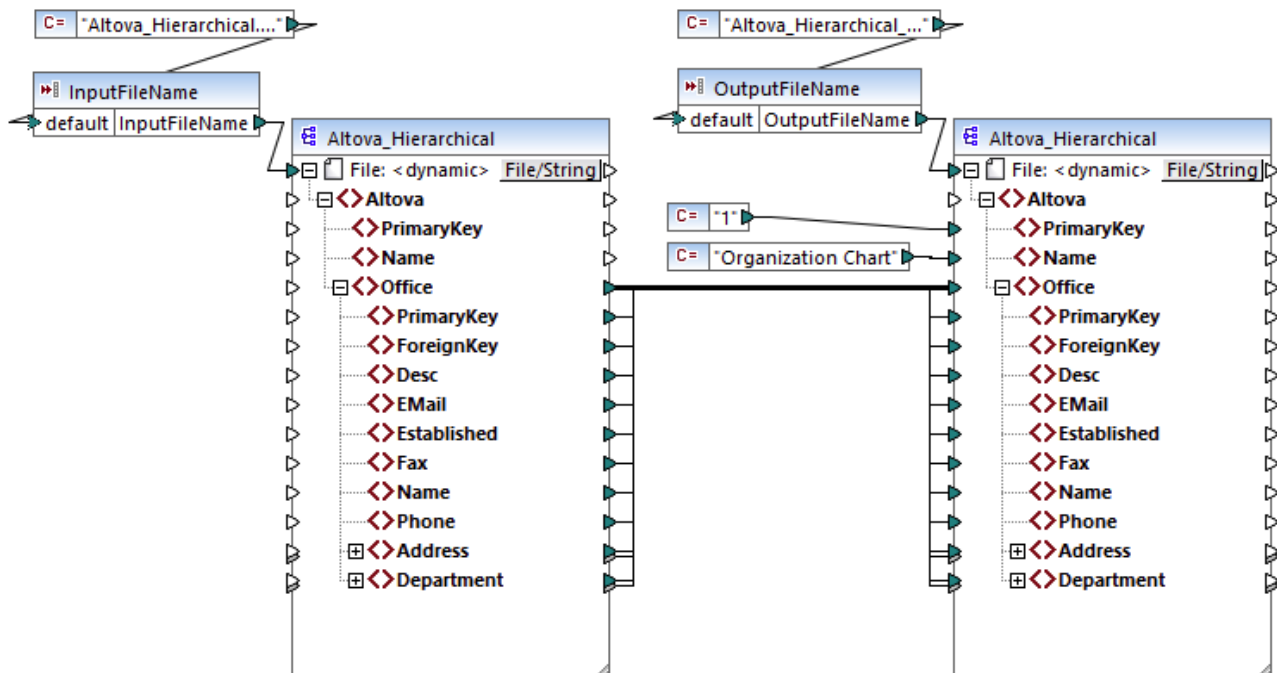 C= "Altova_Hierarchical...."
InputFileName
default InputFileName
Altova_Hierarchical
File: <dynamic> File/String
Altova
PrimaryKey
Name
Office
PrimaryKey
ForeignKey
Desc
EMail
Established
Fax
Name
Phone
Address
Department
C= "Altova_Hierarchical_..."
OutputFileName
default OutputFileName
C= "1"
C= "Organization Chart"
Altova_Hierarchical
File: <dynamic> File/String
Altova
PrimaryKey
Name
Office
PrimaryKey
ForeignKey
Desc
EMail
Established
Fax
Name
Phone
Address
Department